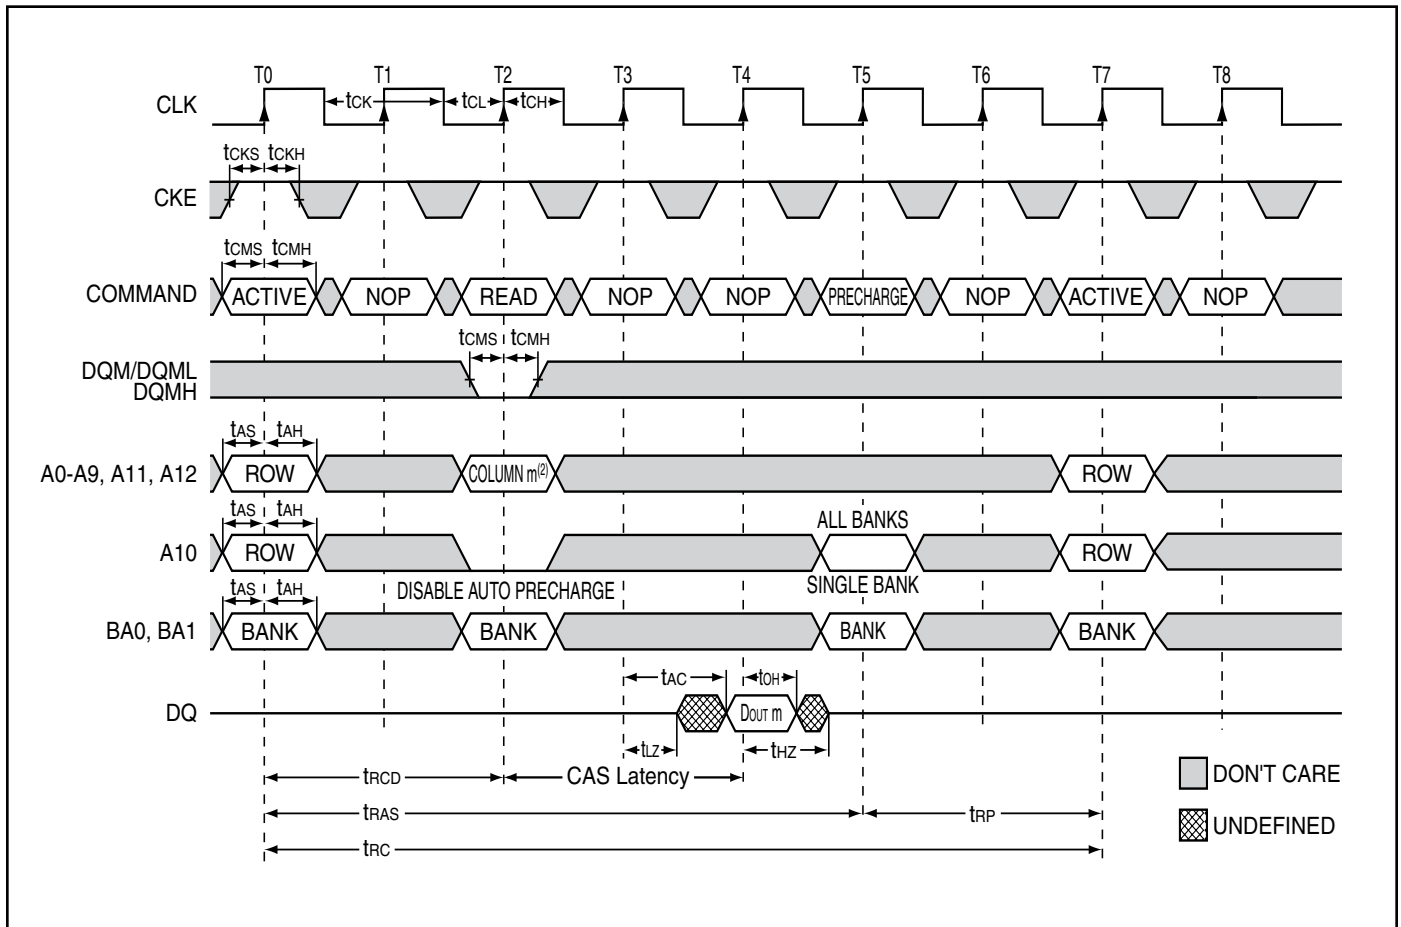 T0 T1 T2 T3 T4 T5 T6 T7 T8
CLK tCK tCL tCH
tCKS tCKH
CKE
tCMS tCMH
COMMAND ACTIVE NOP READ NOP NOP PRECHARGE NOP ACTIVE NOP
tCMS tCMH
DQM/DQML
DQMH
tAS tAH
A0-A9, A11, A12 ROW COLUMN m(2) ROW
tAS tAH ALL BANKS
A10 ROW ROW
DISABLE AUTO PRECHARGE SINGLE BANK
tAS tAH
BA0, BA1 BANK BANK BANK BANK
tAC tOH
DQ DOUT m
tLZ tHZ
tRCD CAS Latency DON'T CARE
tRAS tRP
UNDEFINED
tRC